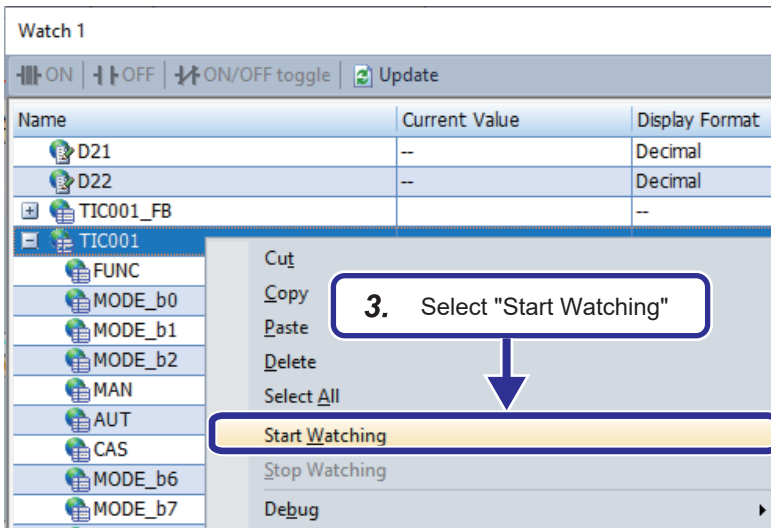 Watch 1
ON OFF ON/OFF toggle Update
Name Current Value Display Format
D21 -- Decimal
D22 -- Decimal
TIC001_FB --
TIC001
FUNC
MODE_b0
MODE_b1
MODE_b2
MAN
AUT
CAS
MODE_b6
MODE_b7
Cut
Copy
Paste
Delete
Select All
Start Watching
Stop Watching
Debug
3. Select "Start Watching"